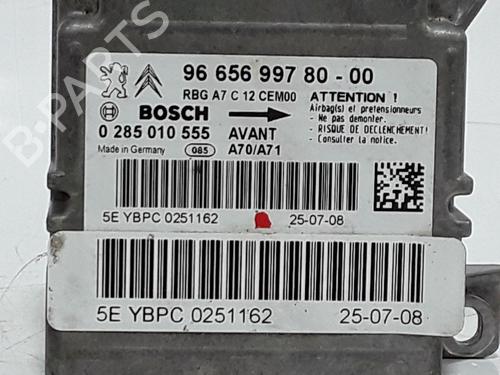 B-PARTS
96 656 997 80-00
RBG A7 C 12 CEM00
ATTENTION !
Airbag(s) et pretensionneurs
- Ne pas demonter.
- RISQUE DE DECLENCHEMENT!
- Consulter la notice.
BOSCH
0 285 010 555 AVANT
Made in Germany 085 A70/A71
5E YBPC 0251162 25-07-08
5E YBPC 0251162 25-07-08